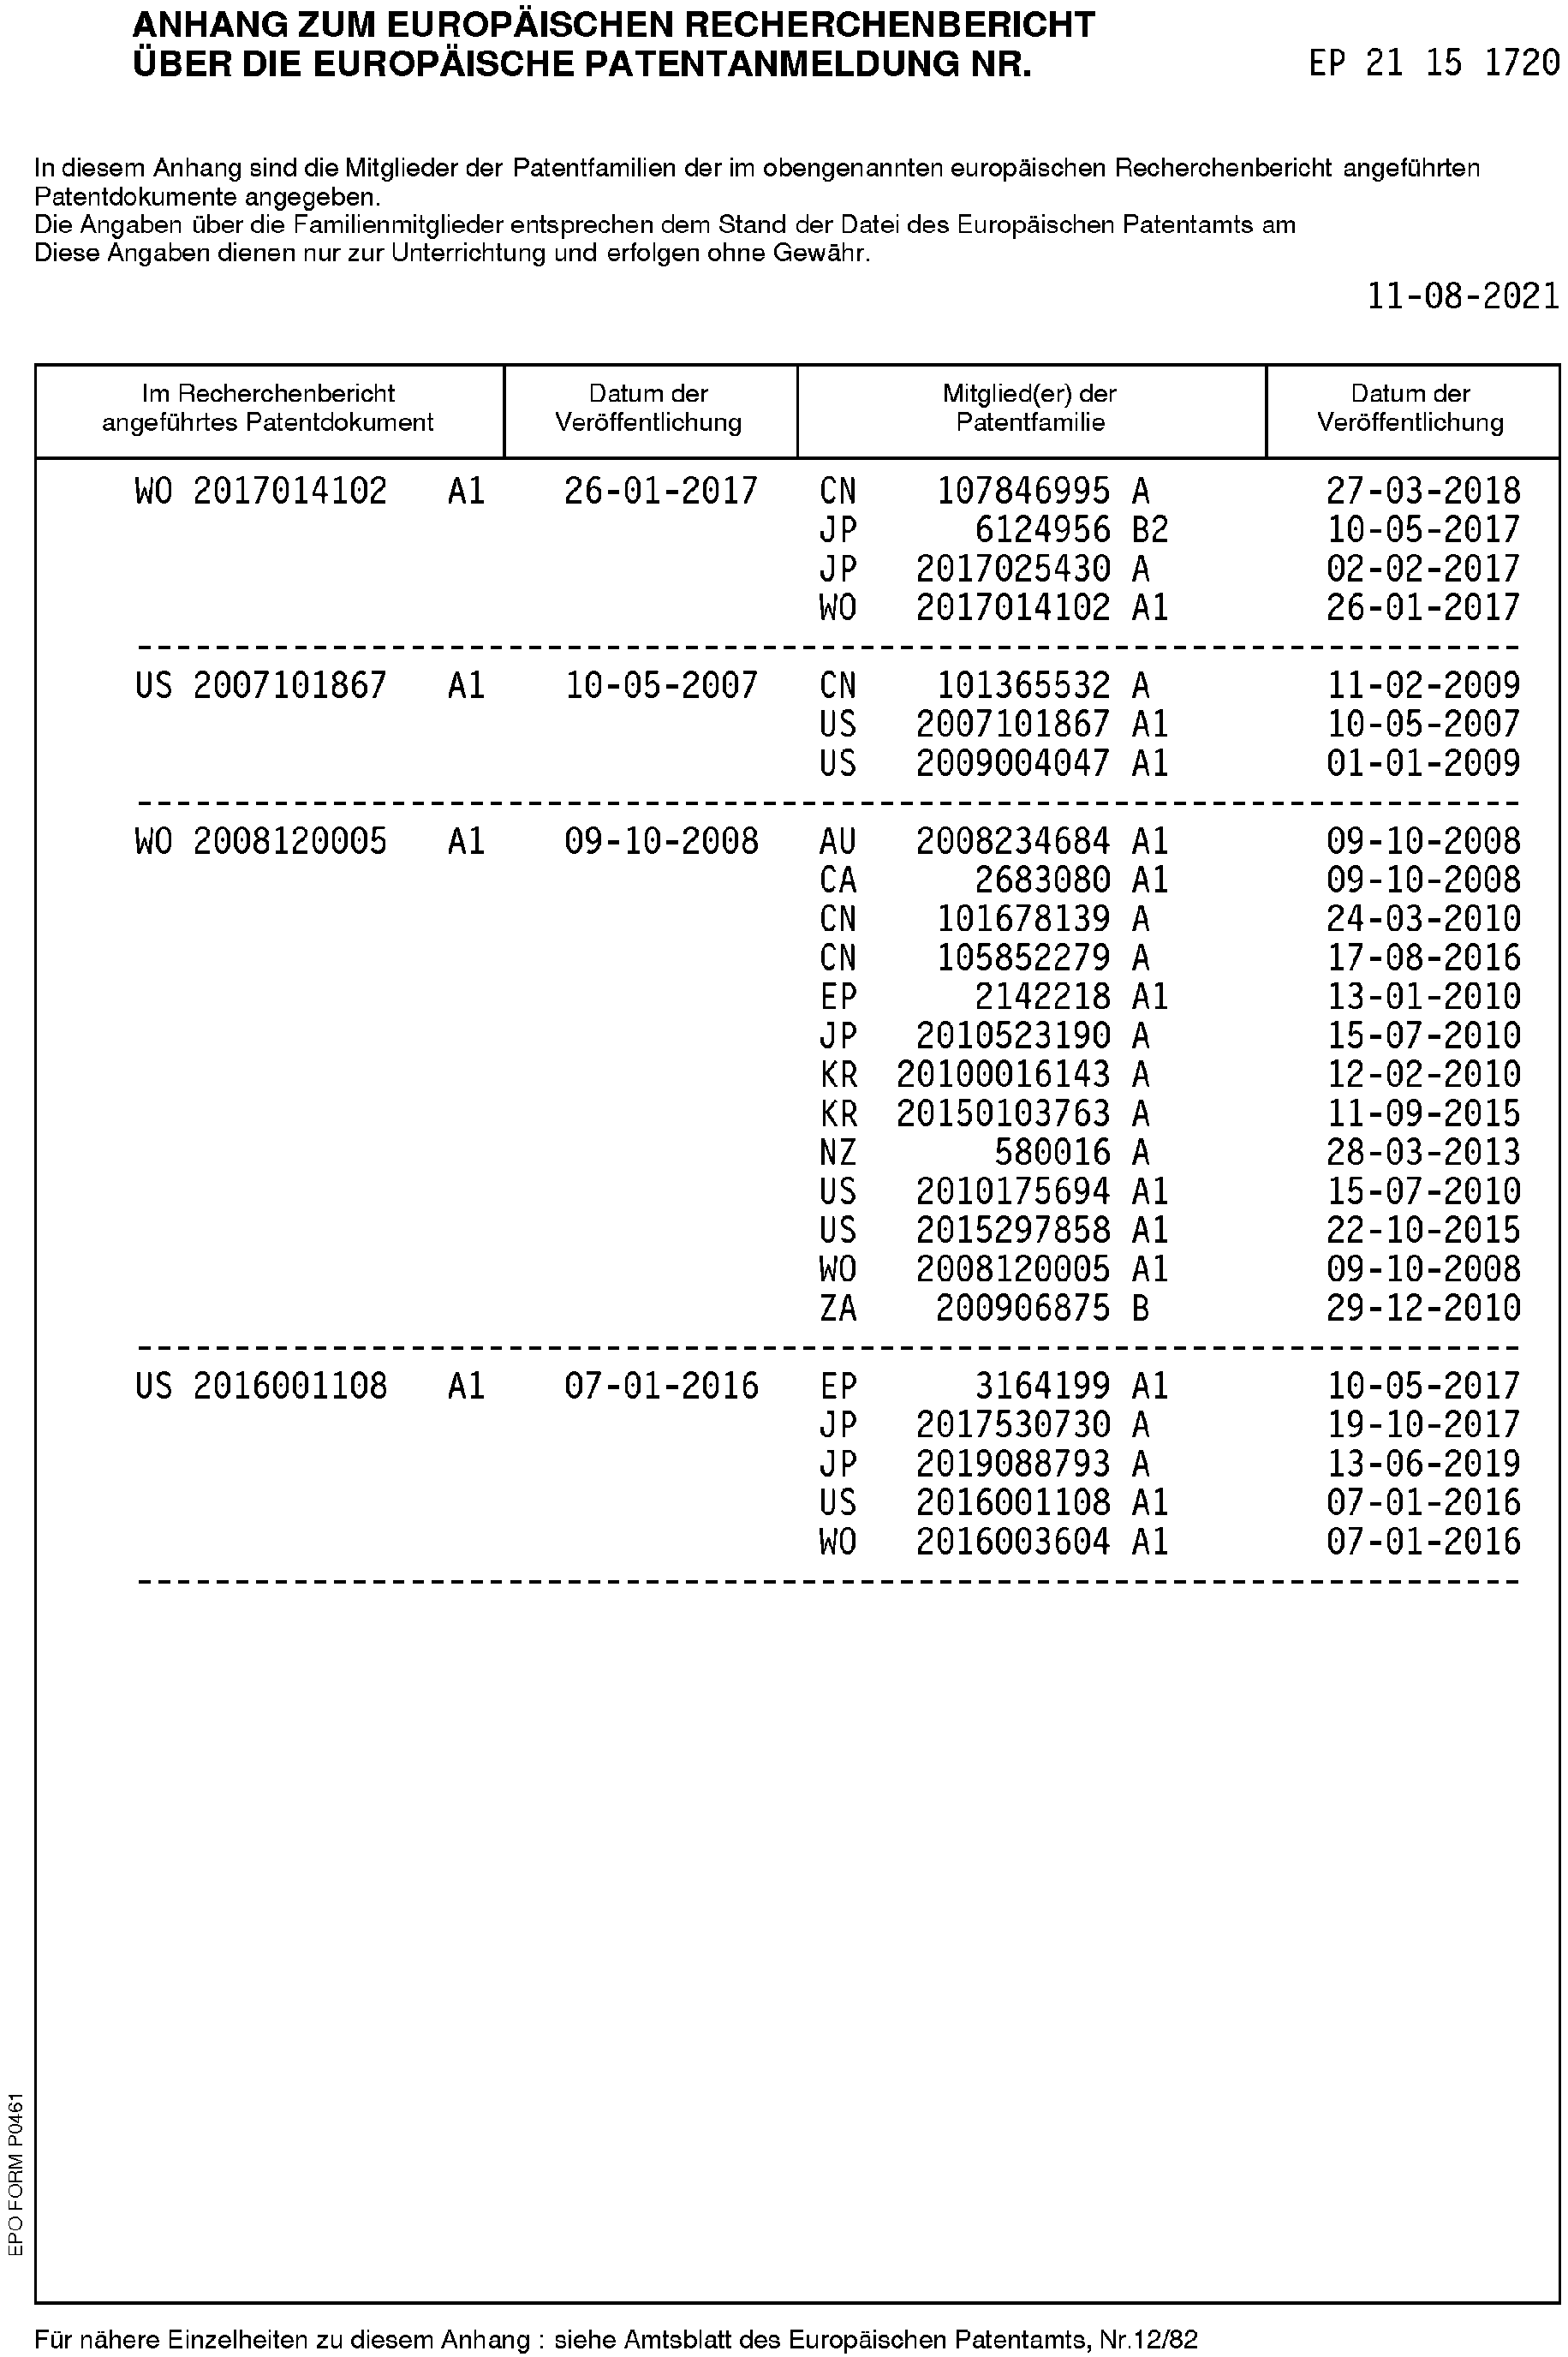 ANHANG ZUM EUROPÄISCHEN RECHERCHENBERICHT
ÜBER DIE EUROPÄISCHE PATENTANMELDUNG NR. EP 21 15 1720
In diesem Anhang sind die Mitglieder der Patentfamilien der im obengenannten europäischen Recherchenbericht angeführten
Patentdokumente angegeben.
Die Angaben über die Familienmitglieder entsprechen dem Stand der Datei des Europäischen Patentamts am
Diese Angaben dienen nur zur Unterrichtung und erfolgen ohne Gewähr.
11-08-2021
Im Recherchenbericht Datum der Mitglied(er) der Datum der
angeführtes Patentdokument Veröffentlichung Patentfamilie Veröffentlichung
WO 2017014102 A1 26-01-2017 CN 107846995 A 27-03-2018
JP 6124956 B2 10-05-2017
JP 2017025430 A 02-02-2017
WO 2017014102 A1 26-01-2017
US 2007101867 A1 10-05-2007 CN 101365532 A 11-02-2009
US 2007101867 A1 10-05-2007
US 2009004047 A1 01-01-2009
WO 2008120005 A1 09-10-2008 AU 2008234684 A1 09-10-2008
CA 2683080 A1 09-10-2008
CN 101678139 A 24-03-2010
CN 105852279 A 17-08-2016
EP 2142218 A1 13-01-2010
JP 2010523190 A 15-07-2010
KR 20100016143 A 12-02-2010
KR 20150103763 A 11-09-2015
NZ 580016 A 28-03-2013
US 2010175694 A1 15-07-2010
US 2015297858 A1 22-10-2015
WO 2008120005 A1 09-10-2008
ZA 200906875 B 29-12-2010
US 2016001108 A1 07-01-2016 EP 3164199 A1 10-05-2017
JP 2017530730 A 19-10-2017
JP 2019088793 A 13-06-2019
US 2016001108 A1 07-01-2016
WO 2016003604 A1 07-01-2016
EPO FORM P0461
Für nähere Einzelheiten zu diesem Anhang : siehe Amtsblatt des Europäischen Patentamts, Nr.12/82